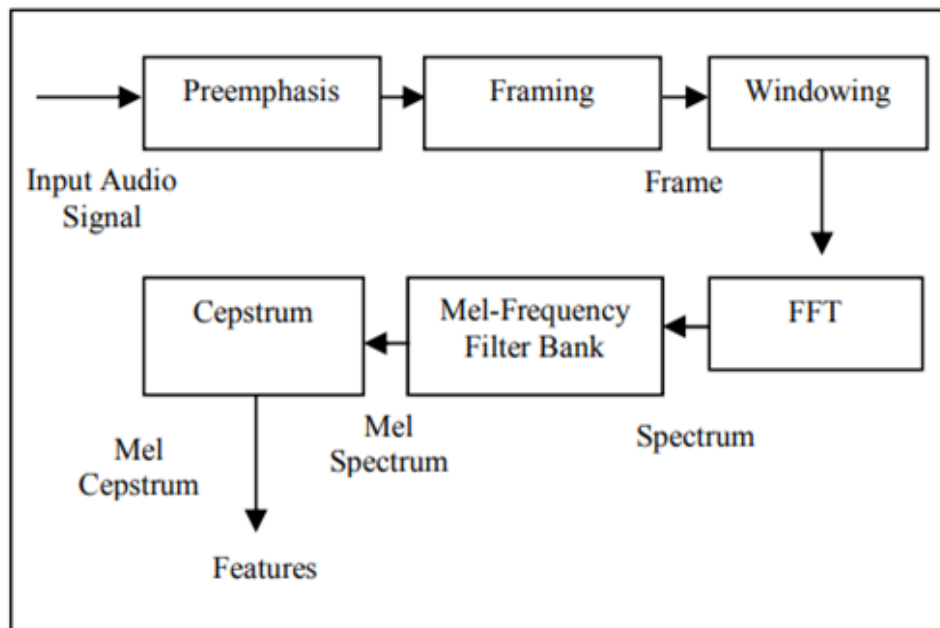 Preemphasis
Framing
Windowing
Input Audio
Signal
Frame
Cepstrum
Mel-Frequency
Filter Bank
FFT
Mel
Cepstrum
Mel
Spectrum
Spectrum
Features